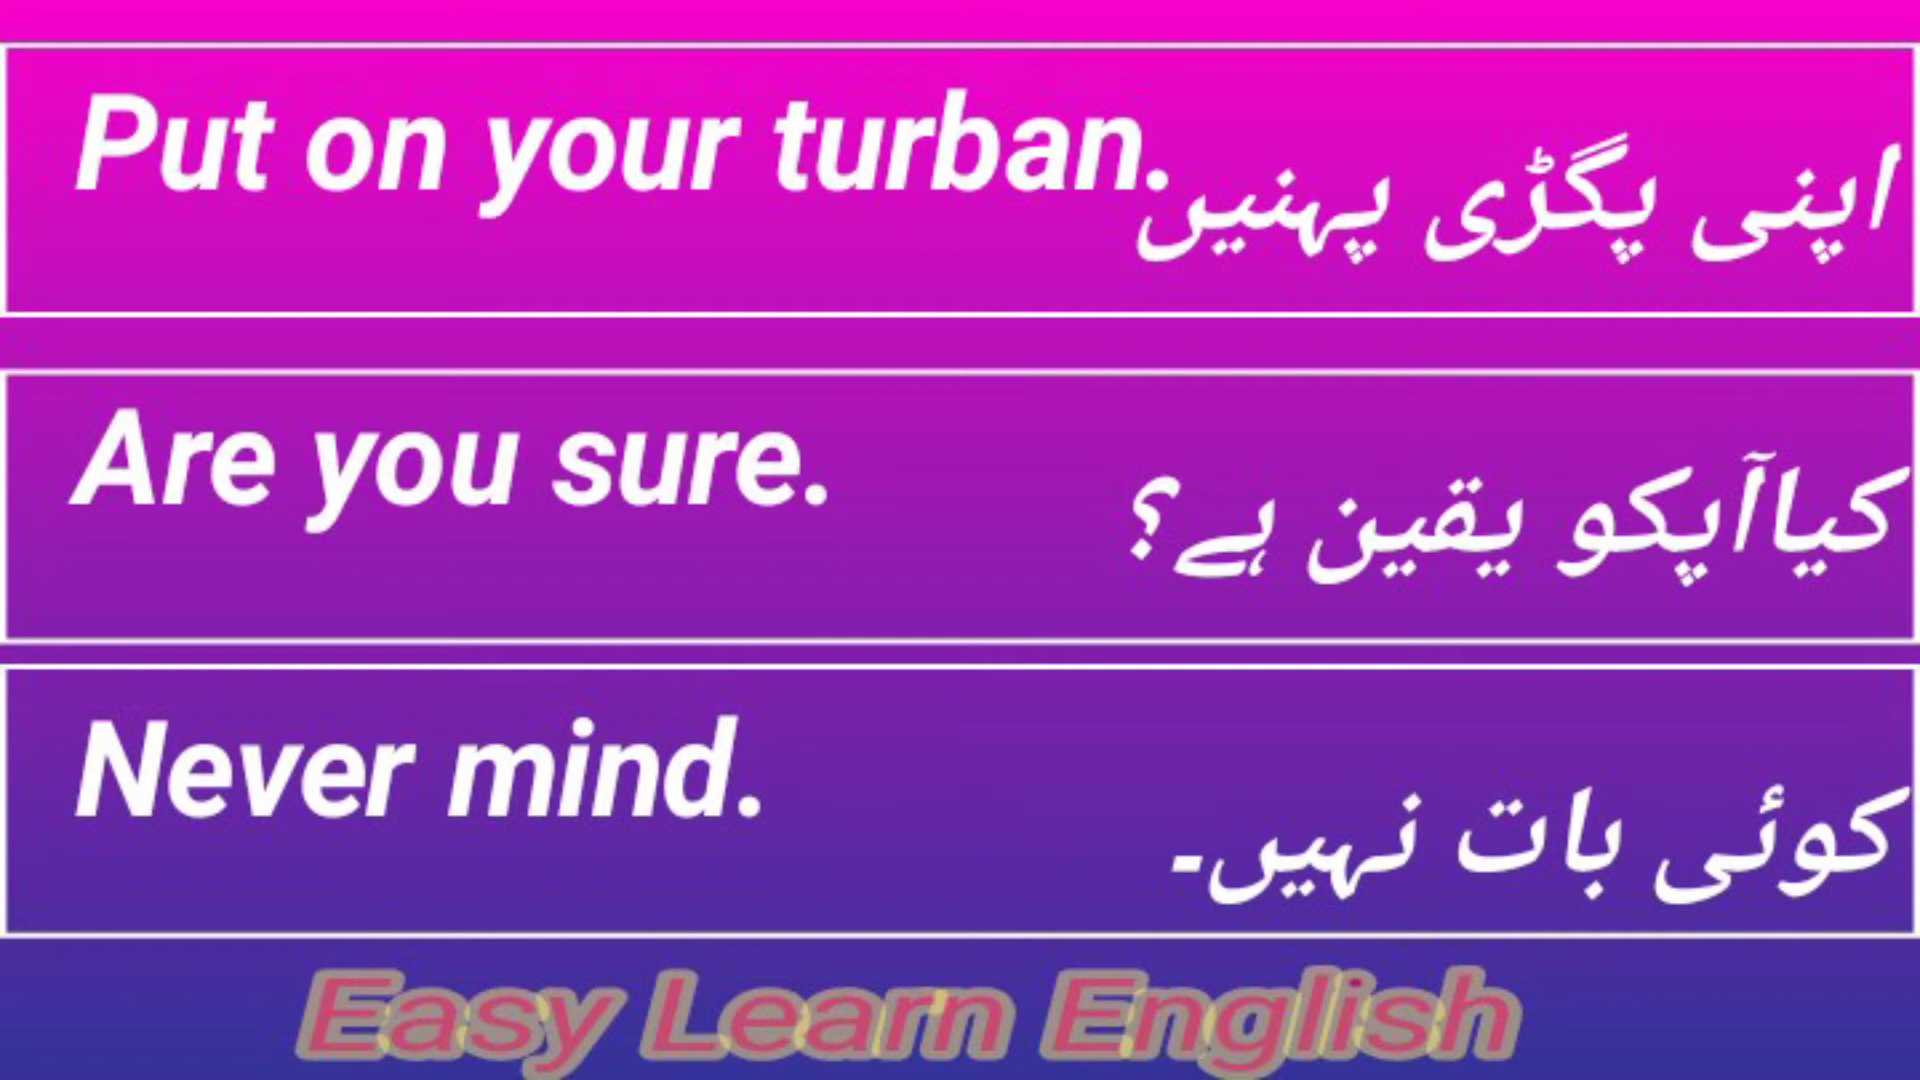 Put on your turban.
اپنی پگڑی پہنیں
Are you sure.
کیاآپکو یقین ہے؟
Never mind.
کوئی بات نہیں۔
Easy Learn English